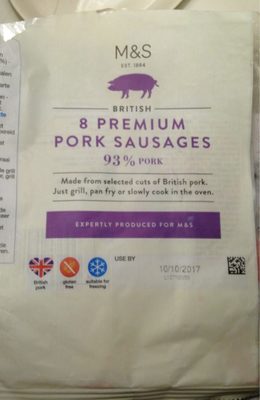 M&S
EST. 1884
BRITISH
8 PREMIUM
PORK SAUSAGES
93% PORK
Made from selected cuts of British pork.
Just grill, pan fry or slowly cook in the oven.
EXPERTLY PRODUCED FOR M&S
USE BY
10/10/2017
British
pork
gluten
free
suitable for
freezing